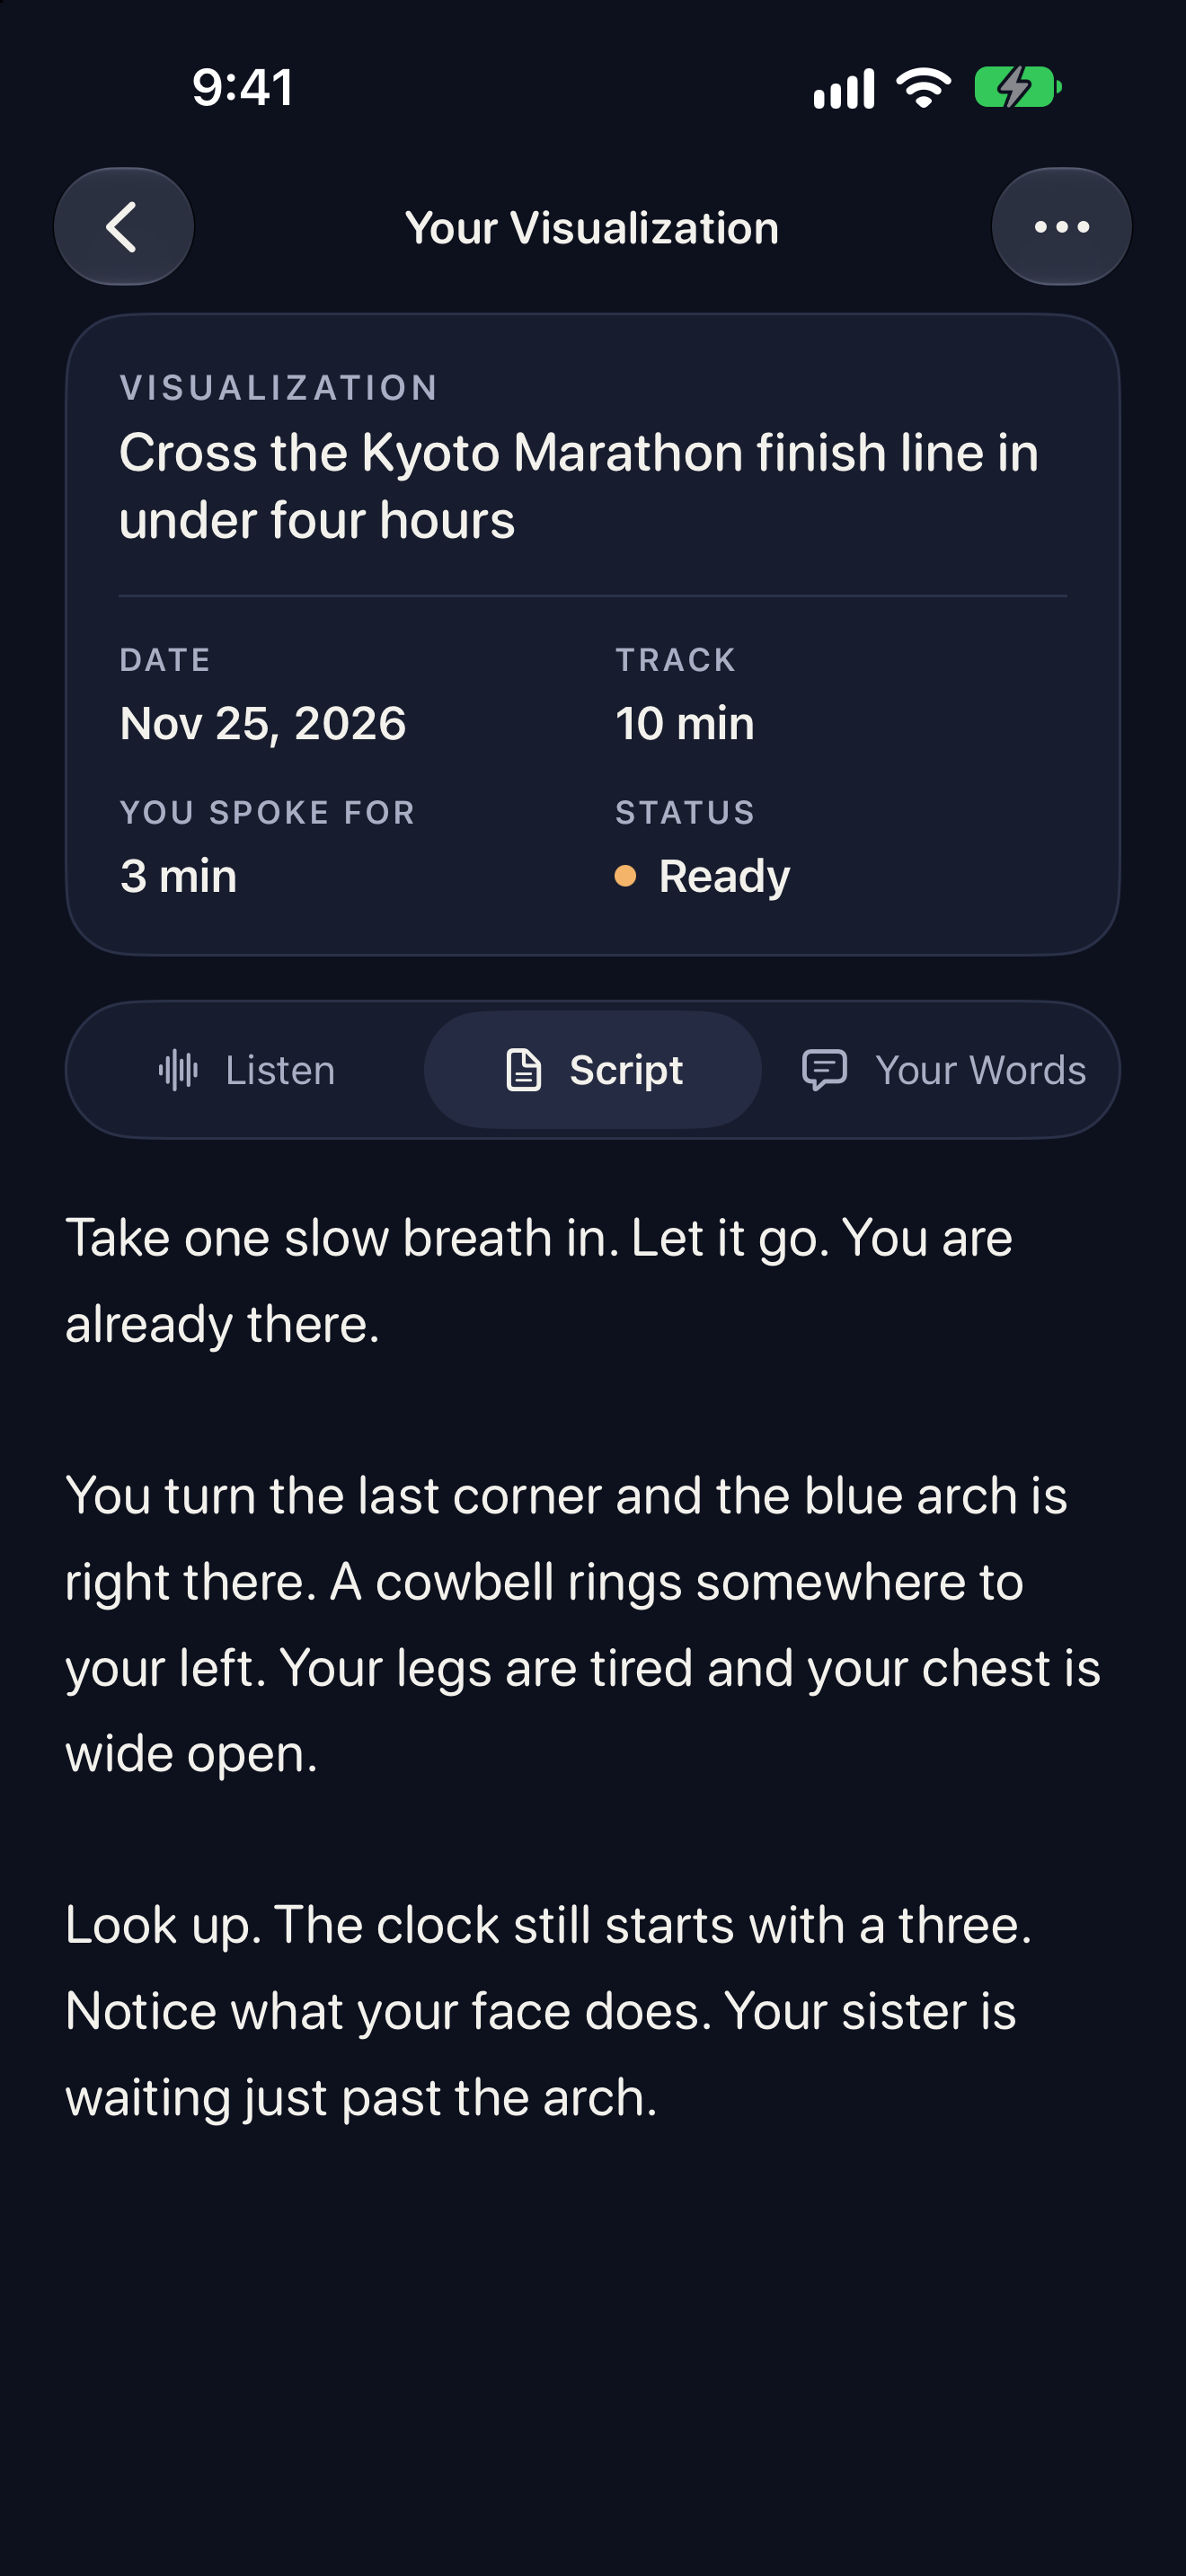 9:41
Your Visualization
VISUALIZATION
Cross the Kyoto Marathon finish line in
under four hours
DATE
Nov 25, 2026
TRACK
10 min
YOU SPOKE FOR
3 min
STATUS
Ready
Listen
Script
Your Words
Take one slow breath in. Let it go. You are
already there.
You turn the last corner and the blue arch is
right there. A cowbell rings somewhere to
your left. Your legs are tired and your chest is
wide open.
Look up. The clock still starts with a three.
Notice what your face does. Your sister is
waiting just past the arch.